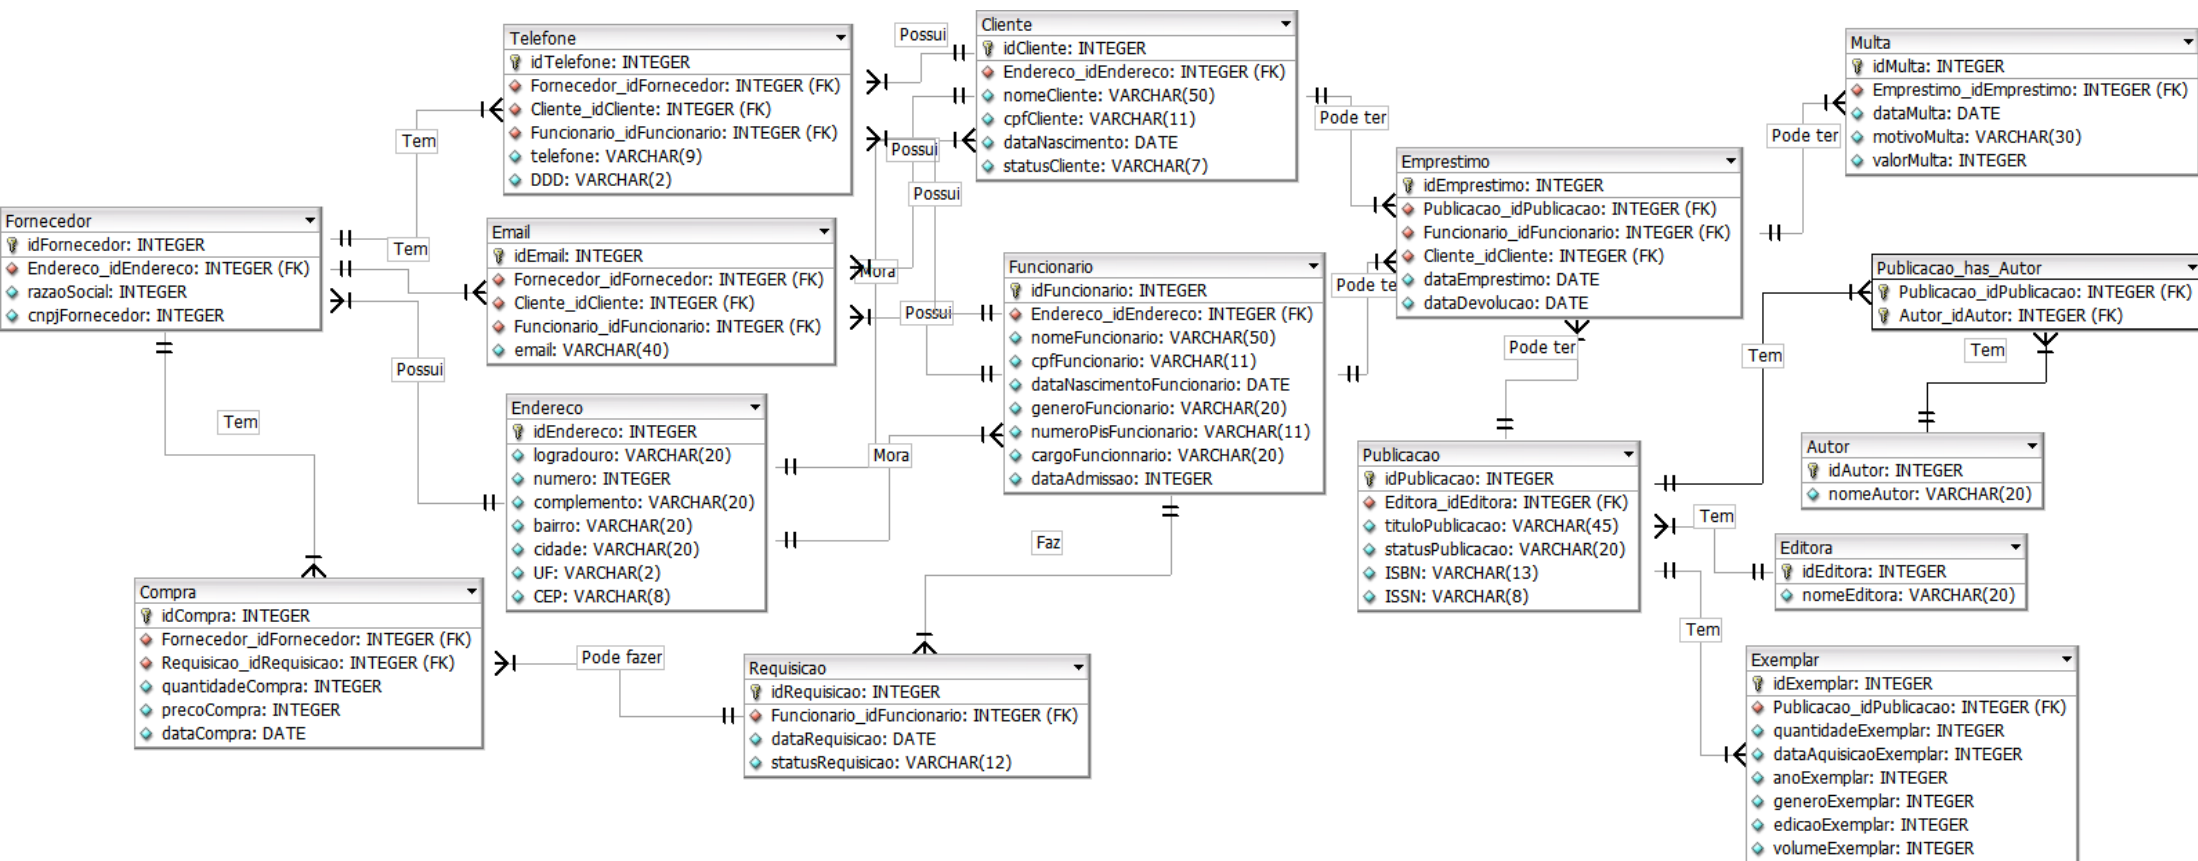 Telefone
idTelefone: INTEGER
Fornecedor_idFornecedor: INTEGER (FK)
Cliente_idCliente: INTEGER (FK)
Funcionario_idFuncionario: INTEGER (FK)
telefone: VARCHAR(9)
DDD: VARCHAR(2)
Possui
Cliente
idCliente: INTEGER
Endereco_idEndereco: INTEGER (FK)
nomeCliente: VARCHAR(50)
cpfCliente: VARCHAR(11)
dataNascimento: DATE
statusCliente: VARCHAR(7)
Multa
idMulta: INTEGER
Emprestimo_idEmprestimo: INTEGER (FK)
dataMulta: DATE
motivoMulta: VARCHAR(30)
valorMulta: INTEGER
Pode ter
Pode ter
Tem
Possui
Possui
Emprestimo
idEmprestimo: INTEGER
Publicacao_idPublicacao: INTEGER (FK)
Funcionario_idFuncionario: INTEGER (FK)
Cliente_idCliente: INTEGER (FK)
dataEmprestimo: DATE
dataDevolucao: DATE
Fornecedor
idFornecedor: INTEGER
Endereco_idEndereco: INTEGER (FK)
razaoSocial: INTEGER
cnpjFornecedor: INTEGER
Tem
Email
idEmail: INTEGER
Fornecedor_idFornecedor: INTEGER (FK)
Cliente_idCliente: INTEGER (FK)
Funcionario_idFuncionario: INTEGER (FK)
email: VARCHAR(40)
Mora
Possui
Funcionario
idFuncionario: INTEGER
Endereco_idEndereco: INTEGER (FK)
nomeFuncionario: VARCHAR(50)
cpfFuncionario: VARCHAR(11)
dataNascimentoFuncionario: DATE
generoFuncionario: VARCHAR(20)
numeroPisFuncionario: VARCHAR(11)
cargoFuncionnario: VARCHAR(20)
dataAdmissao: INTEGER
Pode te
Publicacao_has_Autor
Publicacao_idPublicacao: INTEGER (FK)
Autor_idAutor: INTEGER (FK)
Pode ter
Tem
Tem
Possui
Tem
Endereco
idEndereco: INTEGER
logradouro: VARCHAR(20)
numero: INTEGER
complemento: VARCHAR(20)
bairro: VARCHAR(20)
cidade: VARCHAR(20)
UF: VARCHAR(2)
CEP: VARCHAR(8)
Mora
Faz
Publicacao
idPublicacao: INTEGER
Editora_idEditora: INTEGER (FK)
tituloPublicacao: VARCHAR(45)
statusPublicacao: VARCHAR(20)
ISBN: VARCHAR(13)
ISSN: VARCHAR(8)
Autor
idAutor: INTEGER
nomeAutor: VARCHAR(20)
Tem
Editora
idEditora: INTEGER
nomeEditora: VARCHAR(20)
Tem
Compra
idCompra: INTEGER
Fornecedor_idFornecedor: INTEGER (FK)
Requisicao_idRequisicao: INTEGER (FK)
quantidadeCompra: INTEGER
precoCompra: INTEGER
dataCompra: DATE
Pode fazer
Requisicao
idRequisicao: INTEGER
Funcionario_idFuncionario: INTEGER (FK)
dataRequisicao: DATE
statusRequisicao: VARCHAR(12)
Exemplar
idExemplar: INTEGER
Publicacao_idPublicacao: INTEGER (FK)
quantidadeExemplar: INTEGER
dataAquisicaoExemplar: INTEGER
anoExemplar: INTEGER
generoExemplar: INTEGER
edicaoExemplar: INTEGER
volumeExemplar: INTEGER